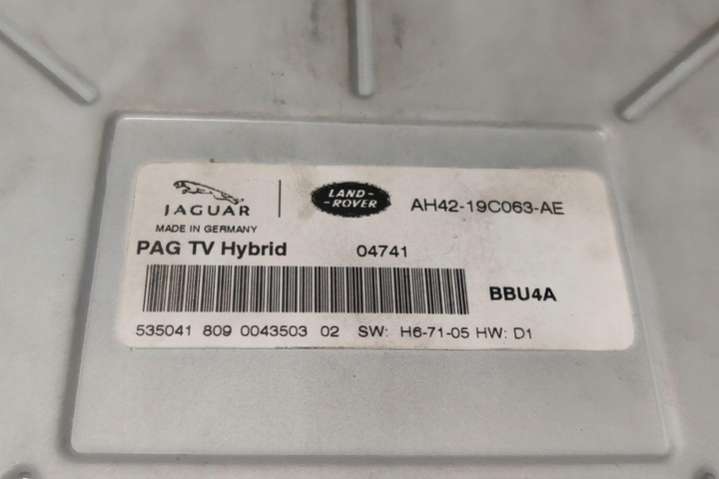 JAGUAR
LAND-
-ROVER
AH42-19C063-AE
MADE IN GERMANY
PAG TV Hybrid 04741
BBU4A
535041 809 0043503 02 SW: H6-71-05 HW: D1